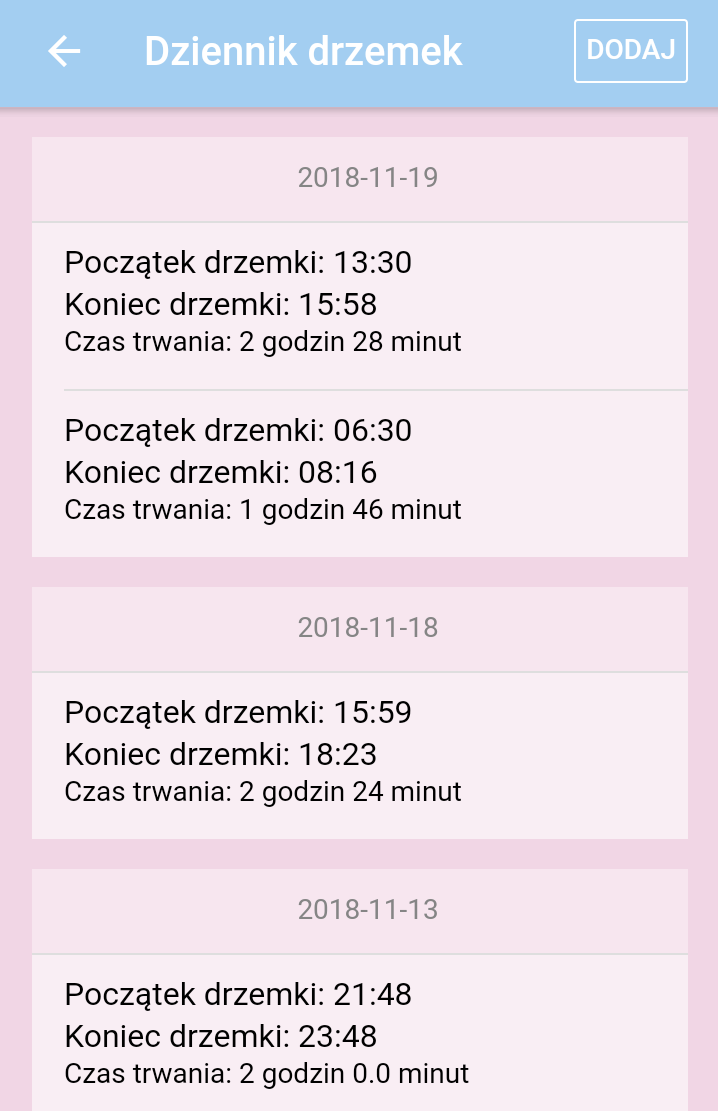 Dziennik drzemek
DODAJ
2018-11-19
Początek drzemki: 13:30
Koniec drzemki: 15:58
Czas trwania: 2 godzin 28 minut
Początek drzemki: 06:30
Koniec drzemki: 08:16
Czas trwania: 1 godzin 46 minut
2018-11-18
Początek drzemki: 15:59
Koniec drzemki: 18:23
Czas trwania: 2 godzin 24 minut
2018-11-13
Początek drzemki: 21:48
Koniec drzemki: 23:48
Czas trwania: 2 godzin 0.0 minut